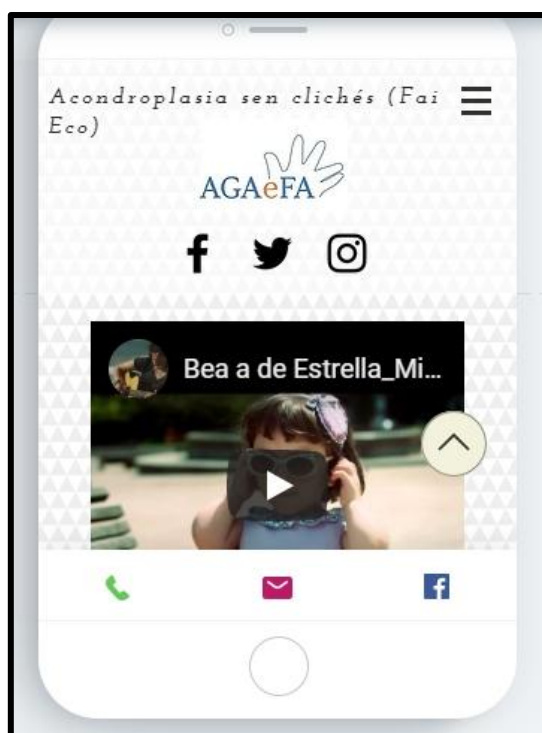 Acondroplasia sen clichés (Fai
Eco)
AGAeFA
Bea a de Estrella_Mi...